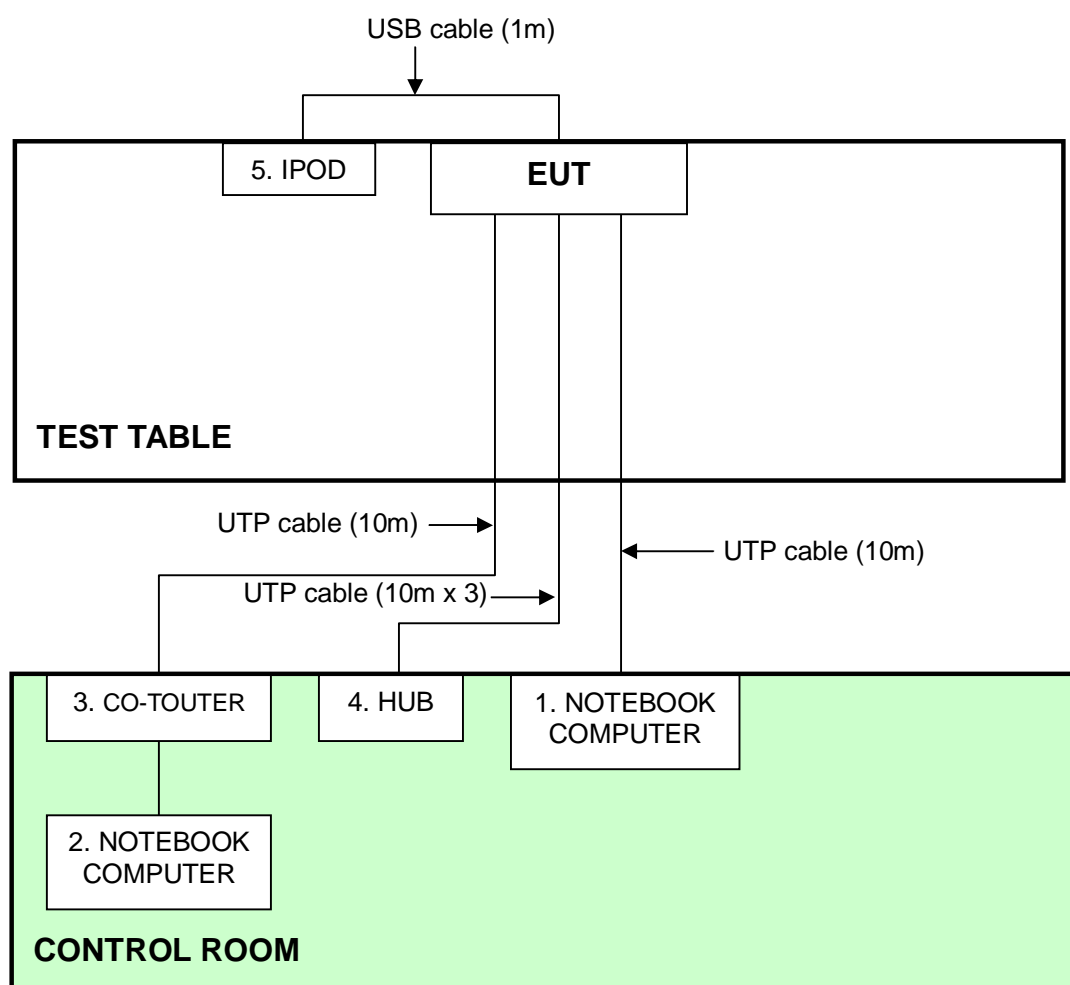 USB cable (1m)
5. IPOD
EUT
TEST TABLE
UTP cable (10m)
UTP cable (10m)
UTP cable (10m x 3)
3. CO-TOUTER
4. HUB
1. NOTEBOOK
COMPUTER
2. NOTEBOOK
COMPUTER
CONTROL ROOM